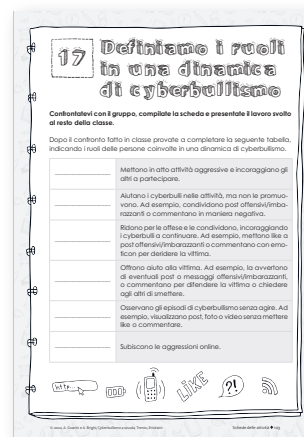 17
Definiamo i ruoli
in una dinamica
di cyberbullismo
Confrontatevi con il gruppo, compilate la scheda e presentate il lavoro svolto
al resto della classe.
Dopo il confronto fatto in classe provate a completare la seguente tabella,
indicando i ruoli delle persone coinvolte in una dinamica di cyberbullismo.
Mettono in atto attività aggressive e incoraggiano gli
altri a partecipare.
Aiutano i cyberbulli nelle attività, ma non le promuo-
vono. Ad esempio, condividono post offensivi/imba-
razzanti o commentano in maniera negativa.
Ridono per le offese e le condividono, incoraggiando
i cyberbulli a continuare. Ad esempio, mettono like a
post offensivi/imbarazzanti o commentano con emo-
ticon per deridere la vittima.
Offrono aiuto alla vittima. Ad esempio, la avvertono
di eventuali post o messaggi offensivi/imbarazzanti,
o commentano per difendere la vittima o chiedere
agli altri di smettere.
Osservano gli episodi di cyberbullismo senza agire. Ad
esempio, visualizzano post, foto o video senza mettere
like o commentare.
Subiscono le aggressioni online.
http
LIKE
?!
Schede delle attività